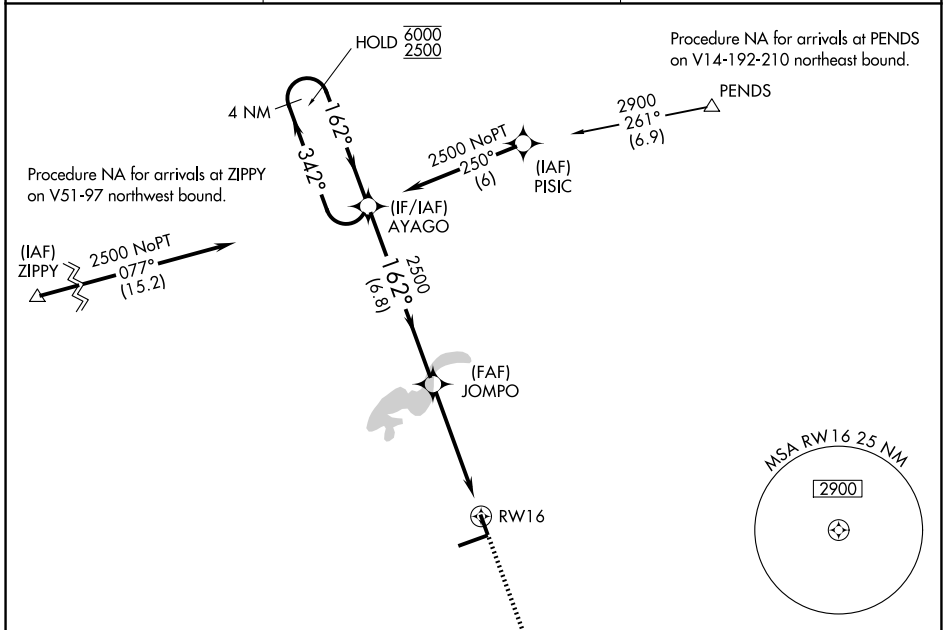 HOLD 6000
2500
Procedure NA for arrivals at PENDS
on V14-192-210 northeast bound.
4 NM
162°
342°
PENDS
2900
261°
(6.9)
2500 NoPT
250°
(6)
(IAF)
PISIC
Procedure NA for arrivals at ZIPPY
on V51-97 northwest bound.
(IF/IAF)
AYAGO
(IAF)
ZIPPY
2500 NoPT
077°
(15.2)
2500
162°
(6.8)
(FAF)
JOMPO
RW16
MSA RW16 25 NM
2900